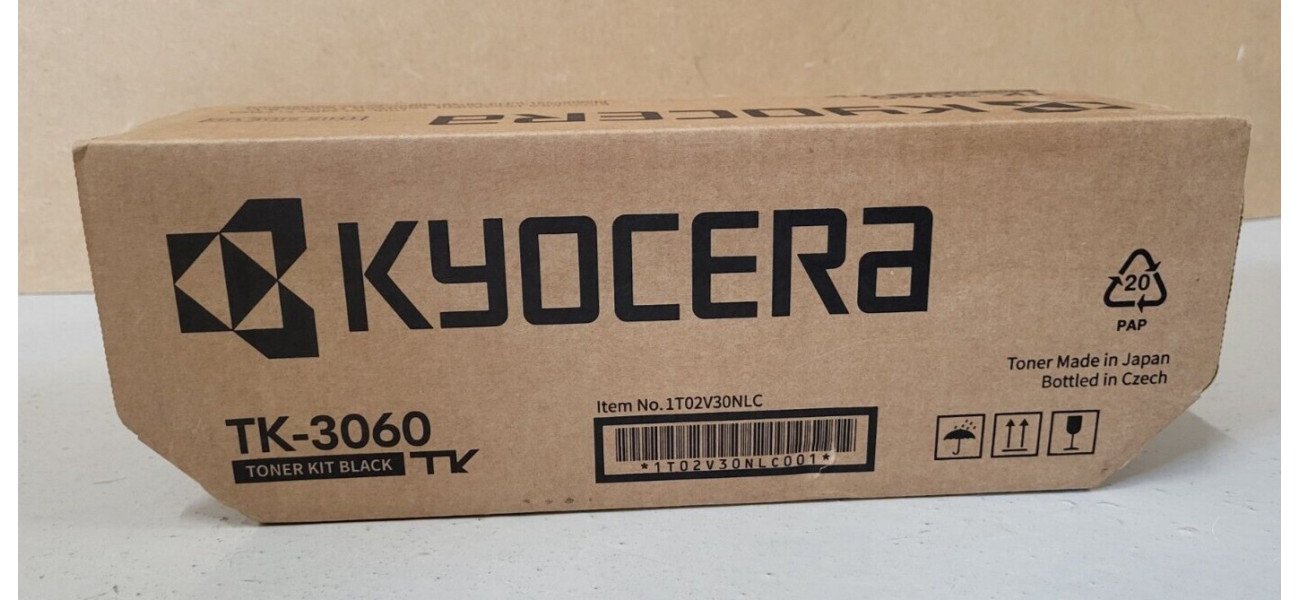 KYOCERA
KYOCERA
20
PAP
Toner Made in Japan
Bottled in Czech
Item No. 1T02V30NLC
*1T02V30NLC001*
TK-3060
TONER KIT BLACK
TK